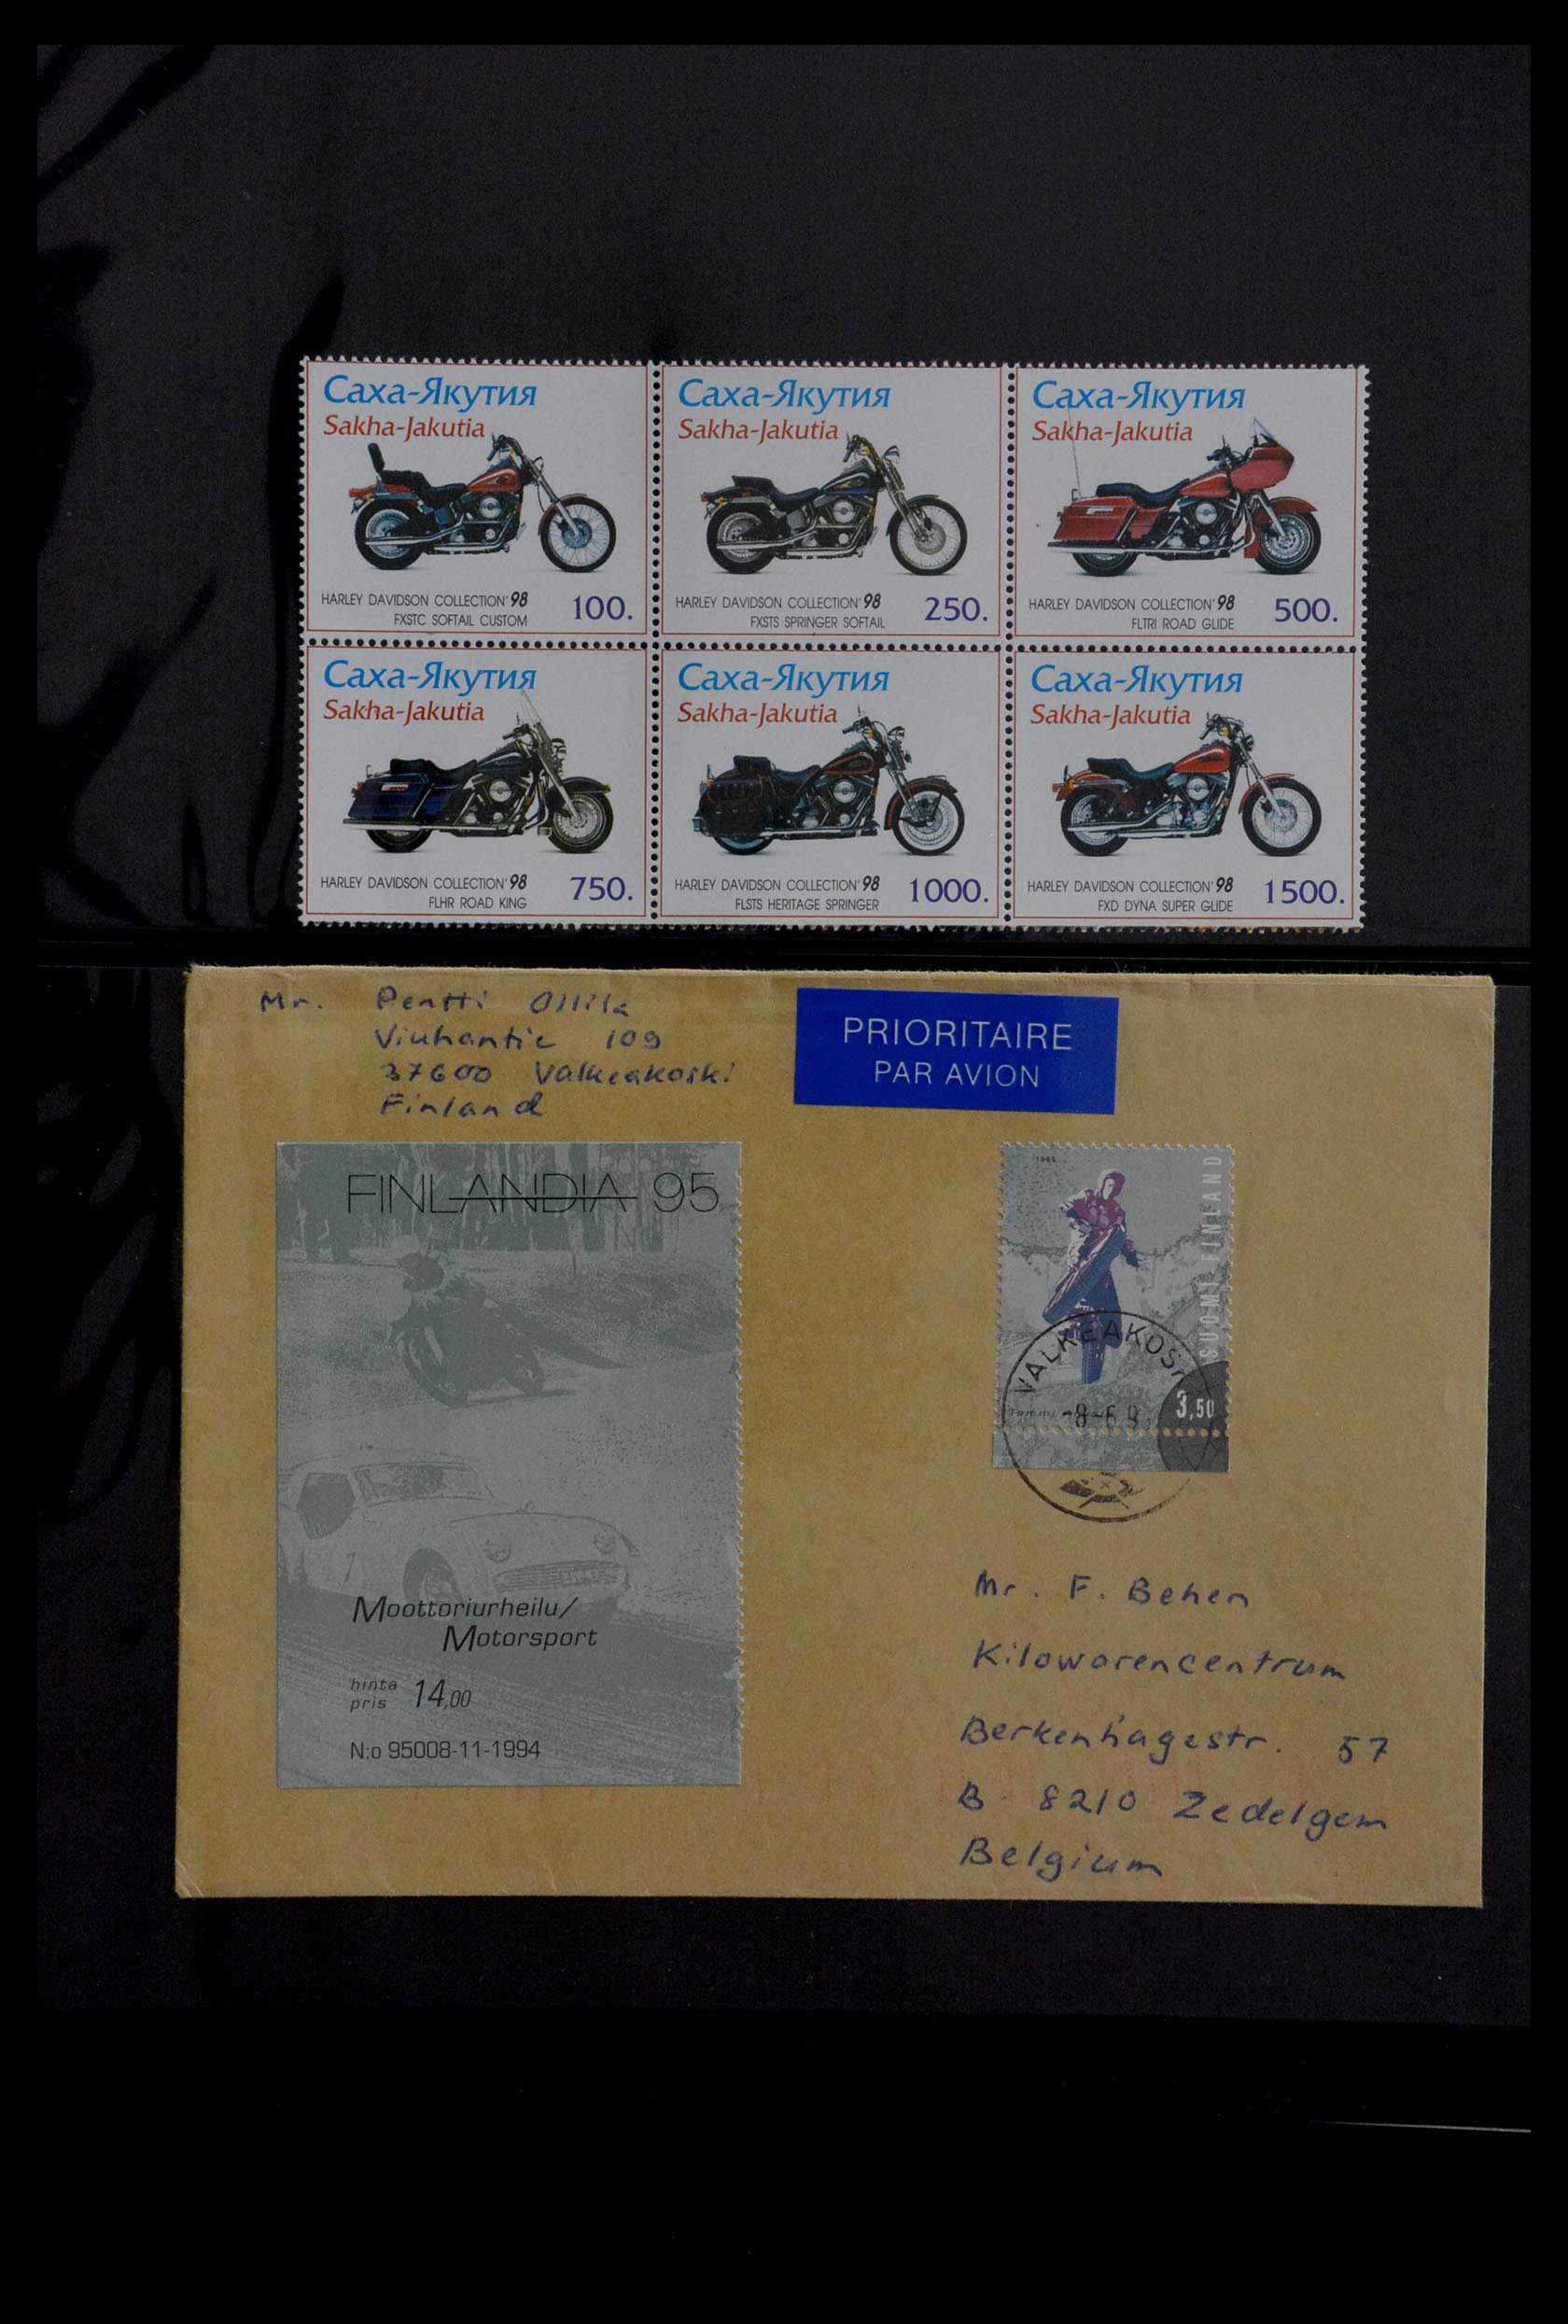 Саха-Якутия
Sakha-Jakutia
HARLEY DAVIDSON COLLECTION'98
FXSTC SOFTAIL CUSTOM
100.
Саха-Якутия
Sakha-Jakutia
HARLEY DAVIDSON COLLECTION'98
FXSTS SPRINGER SOFTAIL
250.
Саха-Якутия
Sakha-Jakutia
HARLEY DAVIDSON COLLECTION'98
FLTRI ROAD GLIDE
500.
Саха-Якутия
Sakha-Jakutia
HARLEY DAVIDSON COLLECTION'98
FLHR ROAD KING
750.
Саха-Якутия
Sakha-Jakutia
HARLEY DAVIDSON COLLECTION'98
FLSTS HERITAGE SPRINGER
1000.
Саха-Якутия
Sakha-Jakutia
HARLEY DAVIDSON COLLECTION'98
FXD DYNA SUPER GLIDE
1500.
Mr. Pentti Ollila
Viuhantie 109
37600 Valkeakoski
Finland
PRIORITAIRE
PAR AVION
FINLANDIA 95
7
Moottoriurheilu/
Motorsport
hinta
pris 14,00
N:o 95008-11-1994
1995
SUOMI FINLAND
3,50
VALKEAKOSKI
Mr. F. Behen
Kilowarencentrum
Berkenhagestr. 57
B 8210 Zedelgem
Belgium